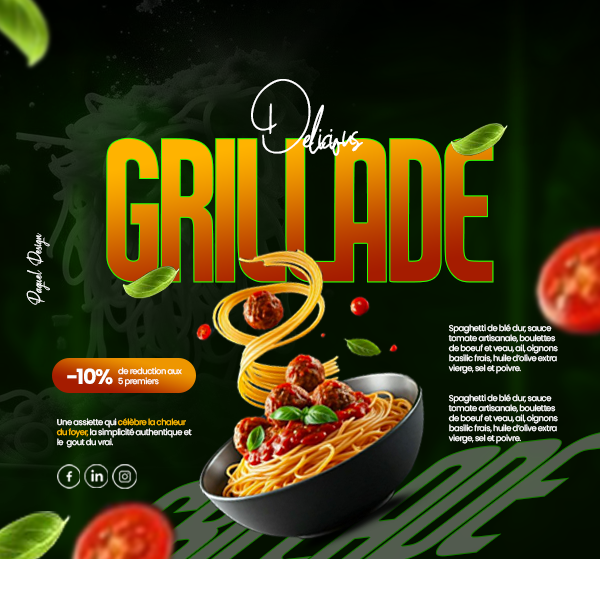 Delicious
GRILLADE
Paquel Design
-10% de reduction aux
5 premiers
Une assiette qui célèbre la chaleur
du foyer, la simplicité authentique et
le gout du vrai.
Spaghetti de blé dur, sauce
tomate artisanale, boulettes
de boeuf et veau, ail, oignons
basilic frais, huile d'olive extra
vierge, sel et poivre.
Spaghetti de blé dur, sauce
tomate artisanale, boulettes
de boeuf et veau, ail, oignons
basilic frais, huile d'olive extra
vierge, sel et poivre.
GRILLADE